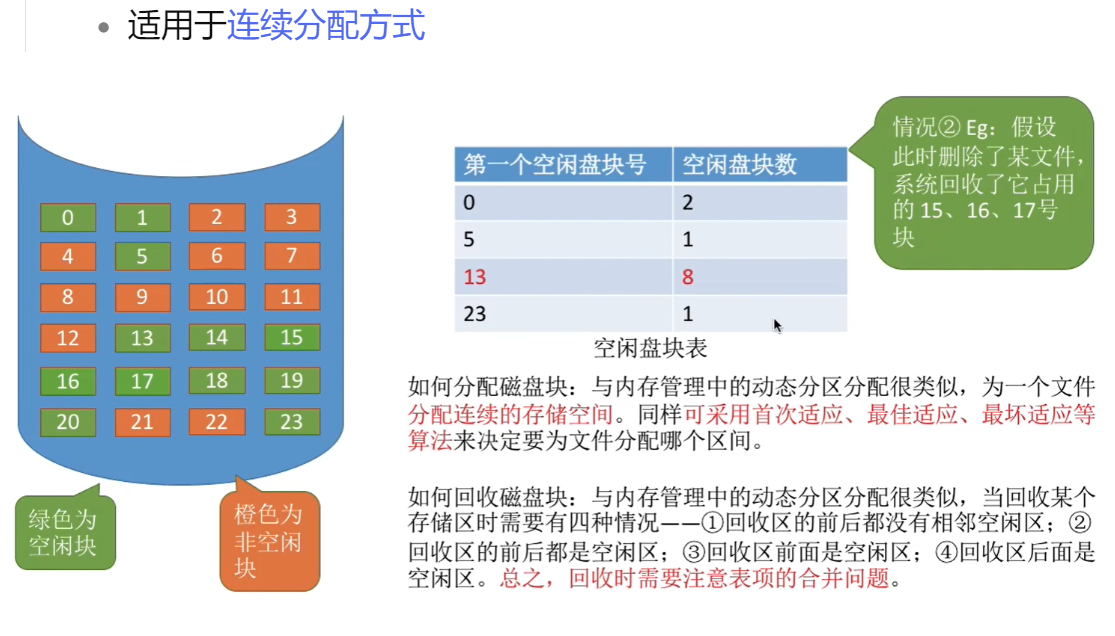 适用于连续分配方式
情况② Eg：假设
此时删除了某文件，
系统回收了它占用
的 15、16、17号
块
第一个空闲盘块号 空闲盘块数
0 2
5 1
13 8
23 1
空闲盘块表
0 1 2 3
4 5 6 7
8 9 10 11
12 13 14 15
16 17 18 19
20 21 22 23
绿色为
空闲块
橙色为
非空闲
块
如何分配磁盘块：与内存管理中的动态分区分配很类似，为一个文件
分配连续的存储空间。同样可采用首次适应、最佳适应、最坏适应等
算法来决定要为文件分配哪个区间。
如何回收磁盘块：与内存管理中的动态分区分配很类似，当回收某个
存储区时需要有四种情况——①回收区的前后都没有相邻空闲区；②
回收区的前后都是空闲区；③回收区前面是空闲区；④回收区后面是
空闲区。总之，回收时需要注意表项的合并问题。